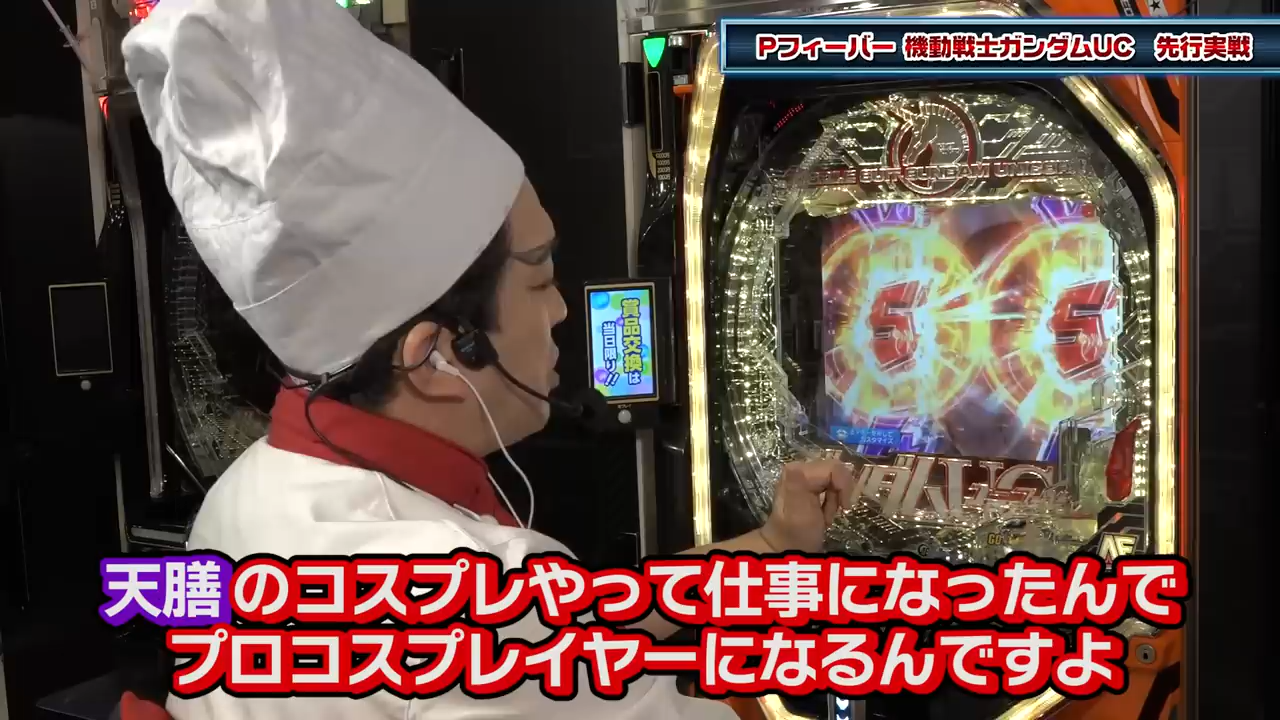 Pフィーバー 機動戦士ガンダムUC 先行実戦
賞品交換は
当日限り!!
5 5
天膳のコスプレやって仕事になったんで
プロコスプレイヤーになるんですよ